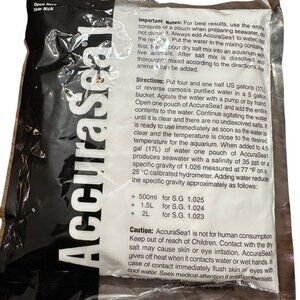 Open Here
Tear Nick
AccuraSea1
Important Notes: For best results, use the entire
contents of a pouch when preparing seawater,
not divide it. Always add AccuraSea1 to water
the reverse. Put the water in the mixing container
first. Never pour dry salt mix into an aquarium
live animals. After salt mix is dissolved
thoroughly mixed according to the directions,
animals can be added.
Directions: Put four and one half US gallons (17L)
of reverse osmosis purified water in a 5 gallon
bucket. Agitate the water with a pump or by hand
Open one pouch of AccuraSea1 and add the entire
contents to the water. Continue agitating the water
until it is clear and there are no undissolved salts.
is ready to use immediately as soon as the water is
clear and the temperature is close to the desired
temperature for the aquarium. When added to 4.5
gal (17L) of water one pouch of AccuraSea1
produces seawater with a salinity of 35 ppt or a
specific gravity of 1.026 measured at 77 °F on
25 °C calibrated hydrometer. Adding water reduces
the specific gravity approximately as follows:
+ 500ml for S.G. 1.025
+ 1.5L for S.G. 1.024
+ 2L for S.G. 1.023
Caution: AccuraSea1 is not for human consumption
Keep out of reach of Children. Contact with the dry
salt may cause skin or eye irritation. AccuraSea1
gives off heat when it contacts water or wet hands. If
case of contact immediately flush skin or eyes with
cool water. Seek medical attention if irritation persists